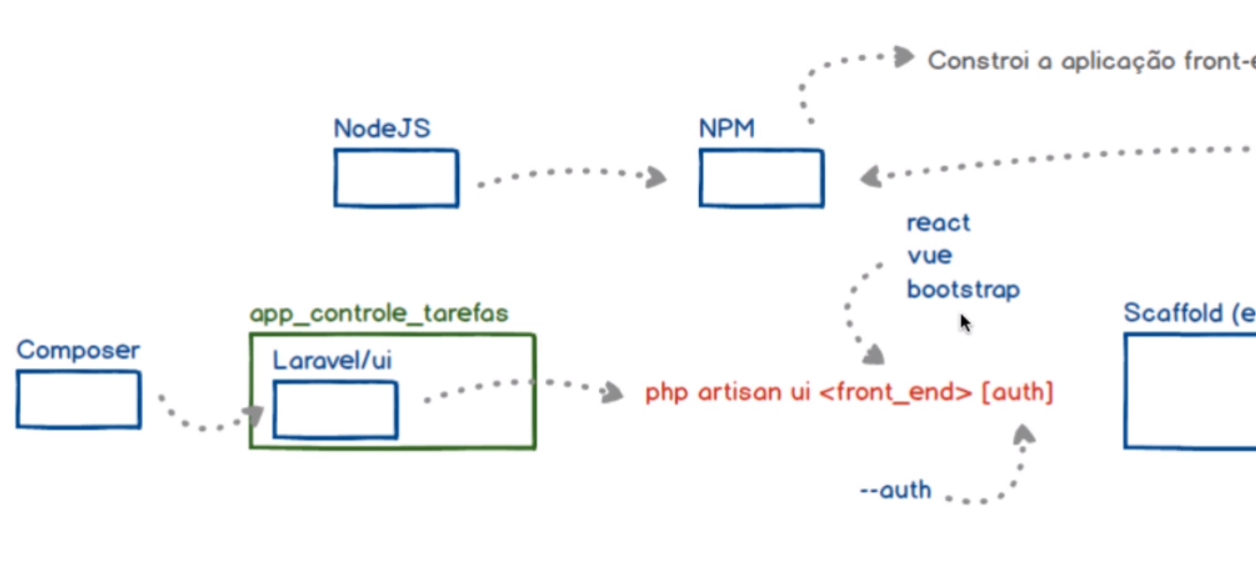 Constroi a aplicação front-e
NodeJS
NPM
react
vue
bootstrap
app_controle_tarefas
Scaffold (e
Composer
Laravel/ui
php artisan ui <front_end> [auth]
--auth